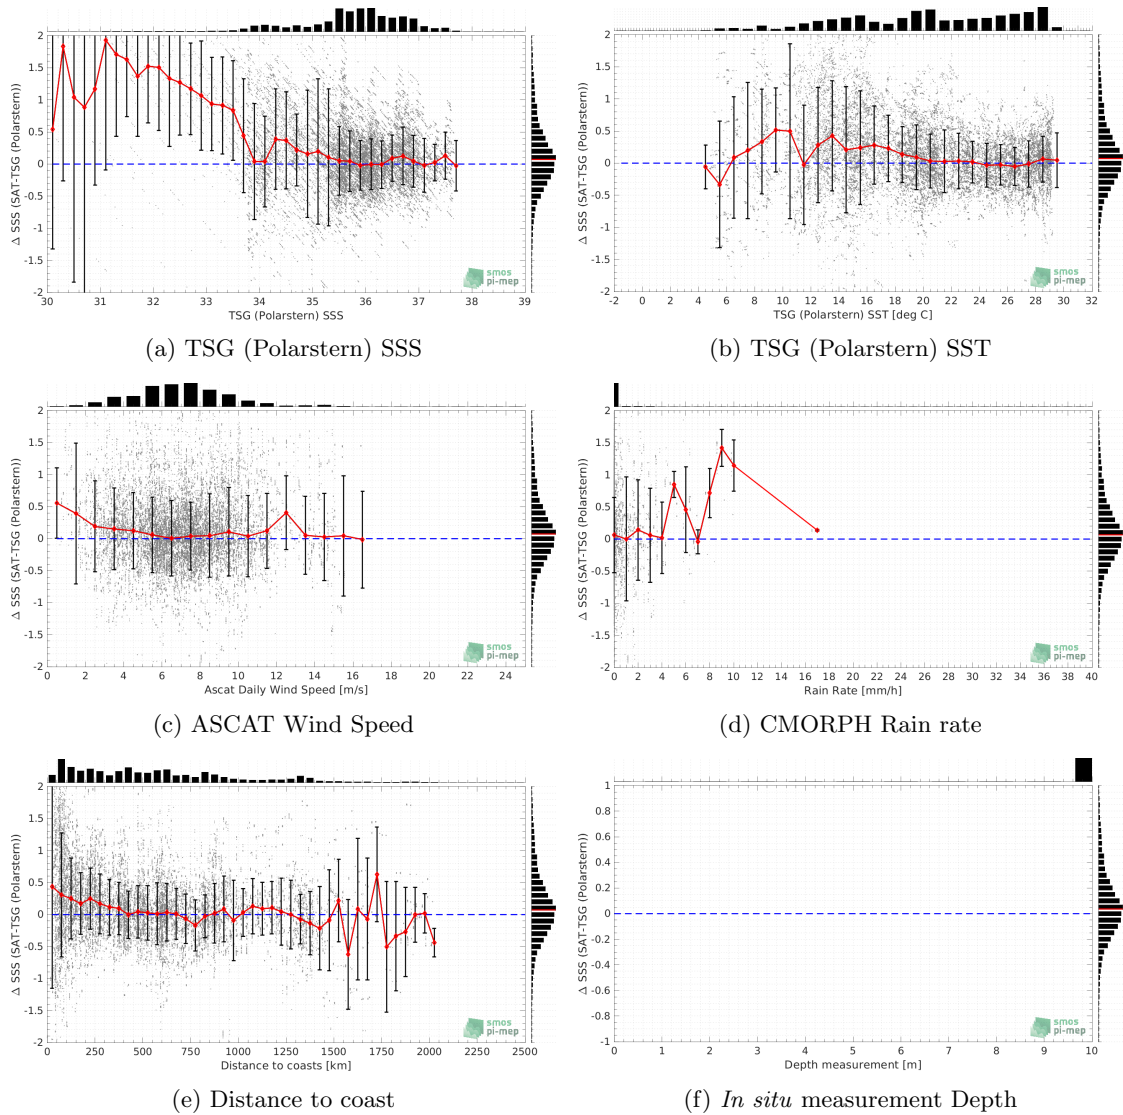 2
1.5
1
0.5
0
-0.5
-1
-1.5
-2
Δ SSS (SAT-TSG (Polarstern))
30 31 32 33 34 35 36 37 38 39
TSG (Polarstern) SSS
smos
pi-mep
(a) TSG (Polarstern) SSS
2
1.5
1
0.5
0
-0.5
-1
-1.5
-2
Δ SSS (SAT-TSG (Polarstern))
-2 0 2 4 6 8 10 12 14 16 18 20 22 24 26 28 30 32
TSG (Polarstern) SST [deg C]
smos
pi-mep
(b) TSG (Polarstern) SST
2
1.5
1
0.5
0
-0.5
-1
-1.5
-2
Δ SSS (SAT-TSG (Polarstern))
0 2 4 6 8 10 12 14 16 18 20 22 24
Ascat Daily Wind Speed [m/s]
smos
pi-mep
(c) ASCAT Wind Speed
2
1.5
1
0.5
0
-0.5
-1
-1.5
-2
Δ SSS (SAT-TSG (Polarstern))
0 2 4 6 8 10 12 14 16 18 20 22 24 26 28 30 32 34 36 38 40
Rain Rate [mm/h]
smos
pi-mep
(d) CMORPH Rain rate
2
1.5
1
0.5
0
-0.5
-1
-1.5
-2
Δ SSS (SAT-TSG (Polarstern))
0 250 500 750 1000 1250 1500 1750 2000 2250 2500
Distance to coasts [km]
smos
pi-mep
(e) Distance to coast
1
0.8
0.6
0.4
0.2
0
-0.2
-0.4
-0.6
-0.8
-1
Δ SSS (SAT-TSG (Polarstern))
0 1 2 3 4 5 6 7 8 9 10
Depth measurement [m]
smos
pi-mep
(f) In situ measurement Depth